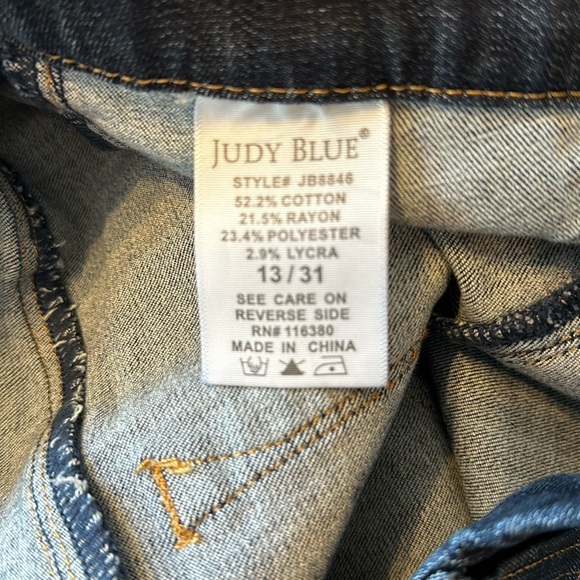 JUDY BLUE®
STYLE# JB8846
52.2% COTTON
21.5% RAYON
23.4% POLYESTER
2.9% LYCRA
13 / 31
SEE CARE ON
REVERSE SIDE
RN# 116380
MADE IN CHINA